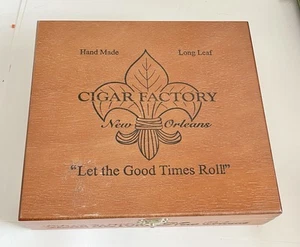 Hand Made Long Leaf
CIGAR FACTORY
New Orleans
"Let the Good Times Roll!"